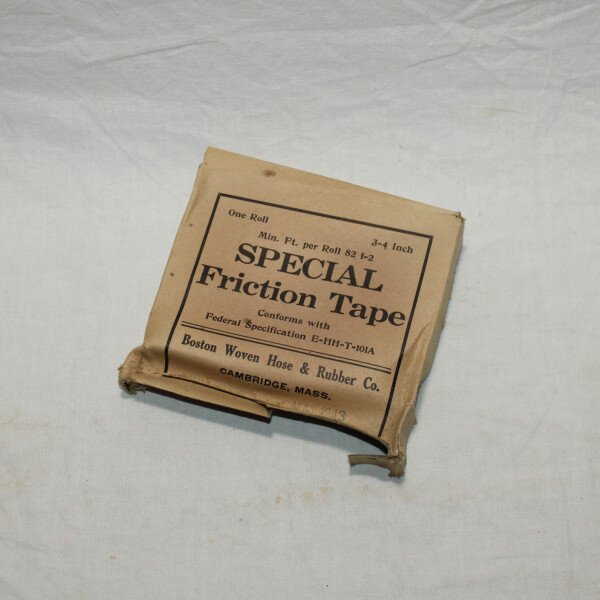 One Roll
3-4 Inch
Min. Ft. per Roll 82 1-2
SPECIAL
Friction Tape
Conforms with
Federal Specification E-HH-T-101A
Boston Woven Hose & Rubber Co.
CAMBRIDGE, MASS.